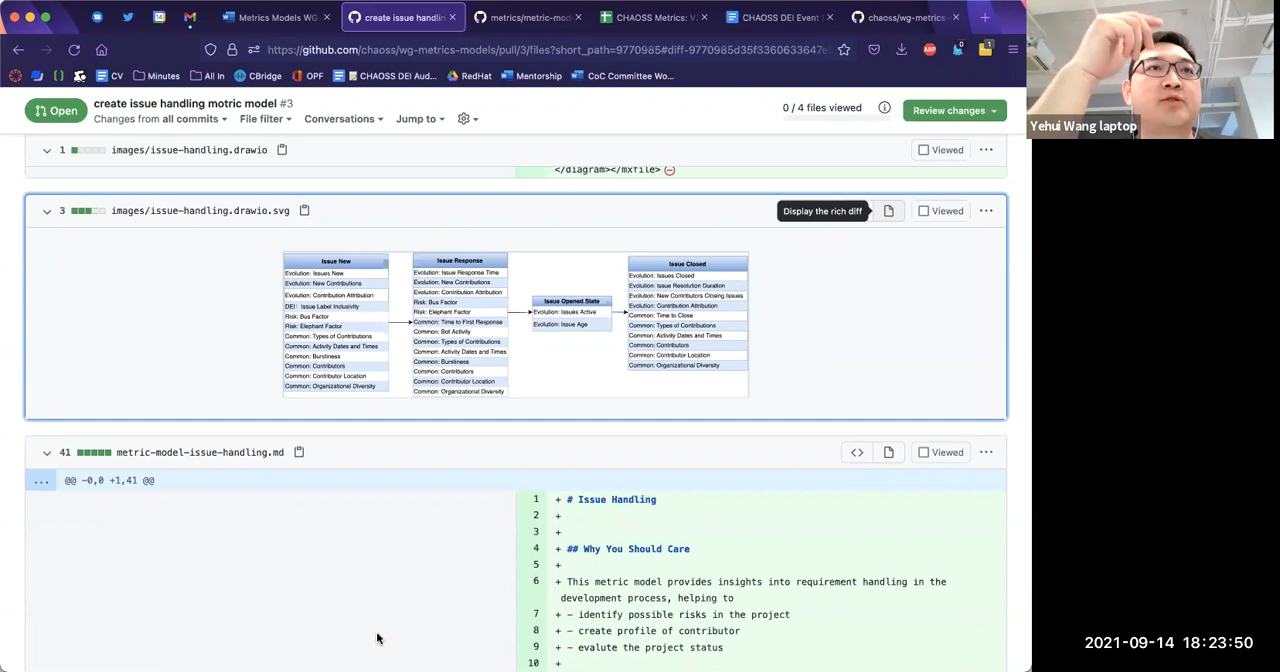 Metrics Models WG
create issue handlin
metrics/metric-mod
CHAOSS Metrics: V
CHAOSS DEI Event
chaoss/wg-metrics
https://github.com/chaoss/wg-metrics-models/pull/3/files?short_path=9770985#diff-9770985d35f3360633647e
CV
Minutes
All In
CBridge
OPF
CHAOSS DEI Aud...
RedHat
Mentorship
CoC Committee Wo...
Open
create issue handling motric model #3
Changes from all commits
File filter
Conversations
Jump to
0 / 4 files viewed
Review changes
1 images/issue-handling.drawio
Viewed
</diagram></mxfile>
3 images/issue-handling.drawio.svg
Display the rich diff
Viewed
Issue New
Evolution: Issues New
Evolution: New Contributions
Evolution: Contribution Attribution
DEI: Issue Label Inclusivity
Risk: Bus Factor
Risk: Elephant Factor
Common: Types of Contributions
Common: Activity Dates and Times
Common: Burstiness
Common: Contributors
Common: Contributor Location
Common: Organizational Diversity
Issue Response
Evolution: Issue Response Time
Evolution: New Contributions
Evolution: Contribution Attribution
Risk: Bus Factor
Risk: Elephant Factor
Common: Time to First Response
Common: Bot Activity
Common: Types of Contributions
Common: Activity Dates and Times
Common: Burstiness
Common: Contributors
Common: Contributor Location
Common: Organizational Diversity
Issue Opened State
Evolution: Issues Active
Evolution: Issue Age
Issue Closed
Evolution: Issues Closed
Evolution: Issue Resolution Duration
Evolution: New Contributors Closing Issues
Evolution: Contribution Attribution
Common: Time to Close
Common: Types of Contributions
Common: Activity Dates and Times
Common: Contributors
Common: Contributor Location
Common: Organizational Diversity
41 metric-model-issue-handling.md
Viewed
... @@ -0,0 +1,41 @@
1 + # Issue Handling
2 +
3 +
4 + ## Why You Should Care
5 +
6 + This metric model provides insights into requirement handling in the
development process, helping to
7 + - identify possible risks in the project
8 + - create profile of contributor
9 + - evalute the project status
10 +
Yehui Wang laptop
2021-09-14 18:23:50